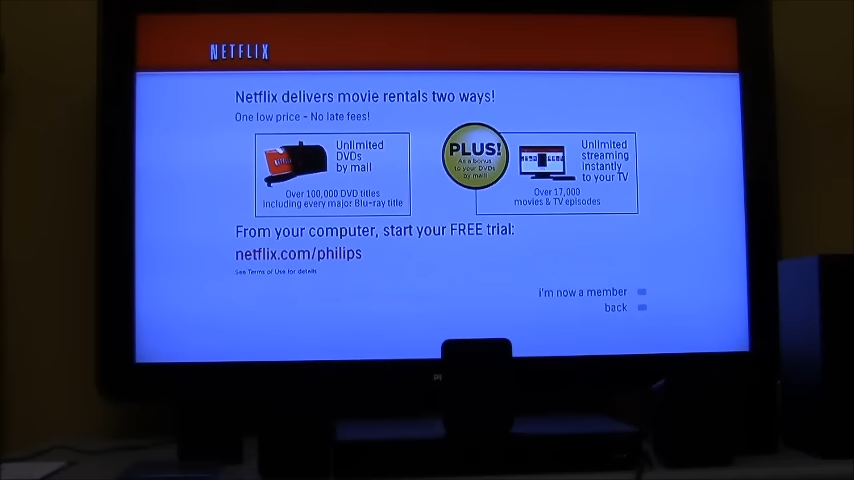 NETFLIX
Netflix delivers movie rentals two ways!
One low price - No late fees!
Unlimited
DVDs
by mail
Over 100,000 DVD titles
including every major Blu-ray title
PLUS!
As a bonus
to your DVDs
by mail!
Unlimited
streaming
instantly
to your TV
Over 17,000
movies & TV episodes
From your computer, start your FREE trial:
netflix.com/philips
See Terms of Use for details
i'm now a member
back